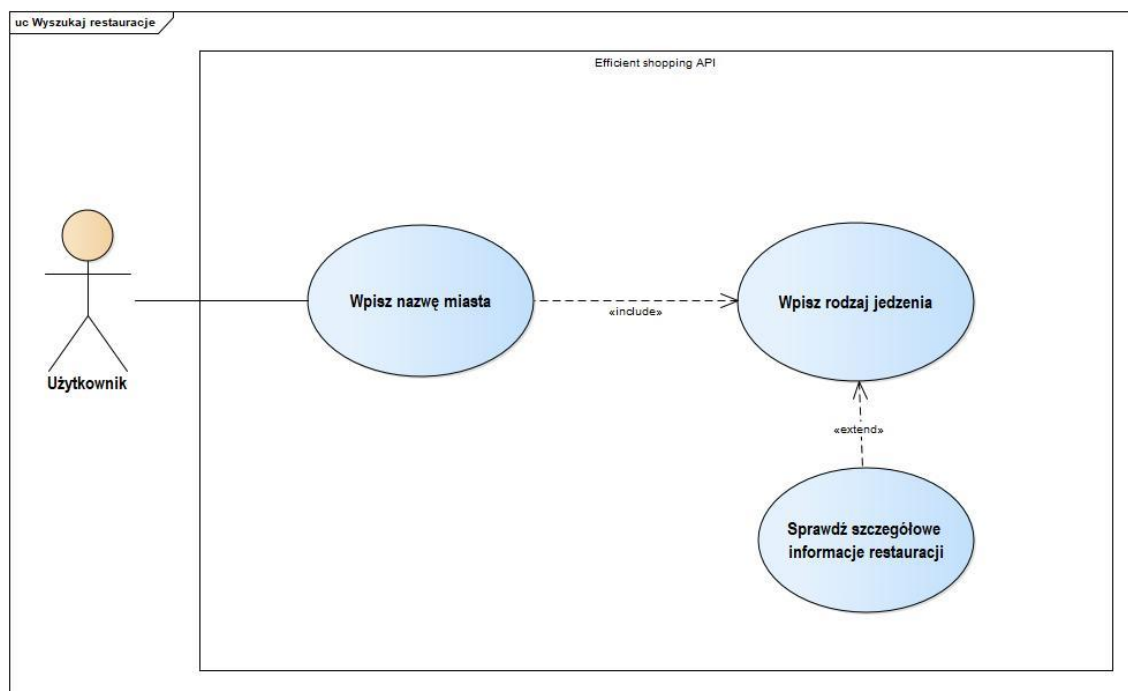 uc Wyszukaj restauracje
Efficient shopping API
Użytkownik
Wpisz nazwę miasta
«include»
Wpisz rodzaj jedzenia
«extend»
Sprawdź szczegółowe
informacje restauracji